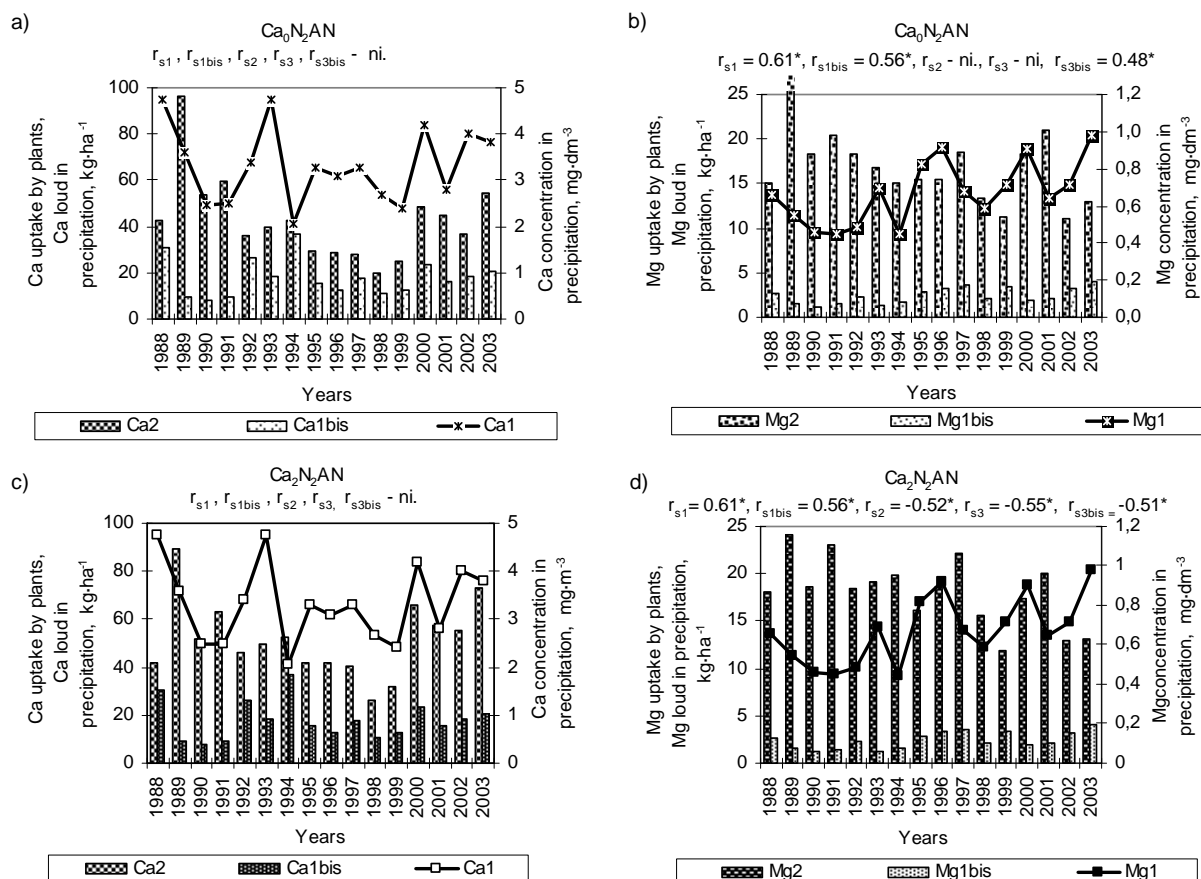 a)
Ca0N2AN
rs1 , rs1bis , rs2 , rs3 , rs3bis - ni.
Ca uptake by plants,
Ca loud in
precipitation, kg·ha-1
100
80
60
40
20
0
5
4
3
2
1
0
Ca concentration in
precipitation, mg·dm-3
1988 1989 1990 1991 1992 1993 1994 1995 1996 1997 1998 1999 2000 2001 2002 2003
Years
Ca2 Ca1bis Ca1
b)
Ca0N2AN
rs1 = 0.61*, rs1bis = 0.56*, rs2 - ni., rs3 - ni, rs3bis = 0.48*
Mg uptake by plants,
Mg loud in
precipitation, kg·ha-1
25
20
15
10
5
0
1,2
1,0
0,8
0,6
0,4
0,2
0,0
Mg concentration in
precipitation, mg·dm-3
1988 1989 1990 1991 1992 1993 1994 1995 1996 1997 1998 1999 2000 2001 2002 2003
Years
Mg2 Mg1bis Mg1
c)
Ca2N2AN
rs1 , rs1bis , rs2 , rs3, rs3bis - ni.
Ca uptake by plants,
Ca loud in
precipitation, kg·ha-1
100
80
60
40
20
0
5
4
3
2
1
0
Ca concentration in
precipitation, mg·m-3
1988 1989 1990 1991 1992 1993 1994 1995 1996 1997 1998 1999 2000 2001 2002 2003
Years
Ca2 Ca1bis Ca1
d)
Ca2N2AN
rs1= 0.61*, rs1bis = 0.56*, rs2 = -0.52*, rs3 = -0.55*, rs3bis = -0.51*
Mg uptake by plants,
Mg loud in precipitation,
kg·ha-1
25
20
15
10
5
0
1,2
1
0,8
0,6
0,4
0,2
0
Mgconcentration in
precipitation, mg·dm-3
1988 1989 1990 1991 1992 1993 1994 1995 1996 1997 1998 1999 2000 2001 2002 2003
Years
Mg2 Mg1bis Mg1